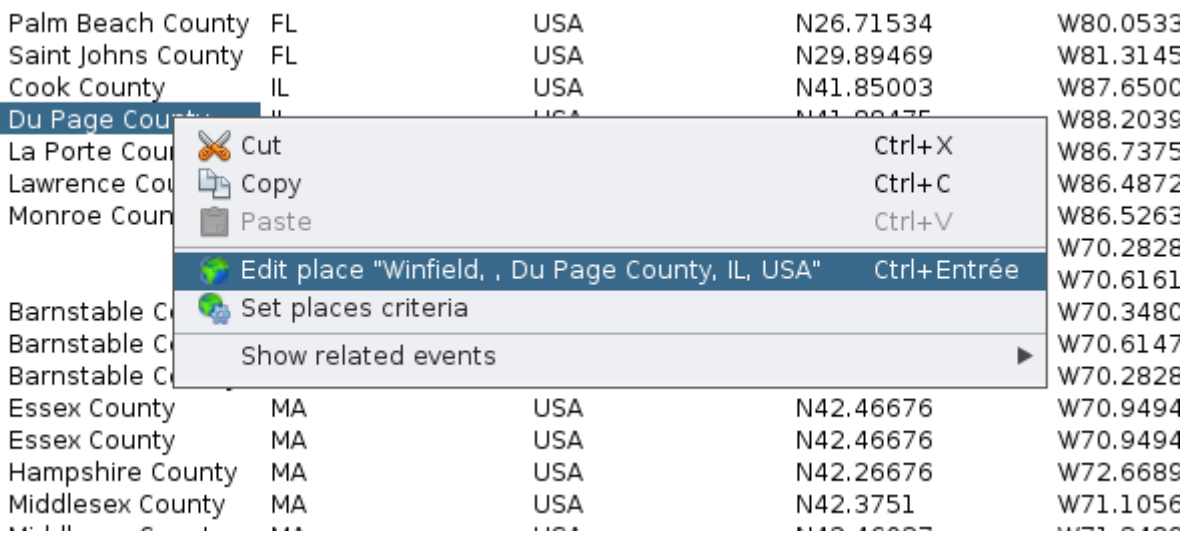 Palm Beach County FL USA N26.71534 W80.0533
Saint Johns County FL USA N29.89469 W81.3145
Cook County IL USA N41.85003 W87.6500
Du Page County IL USA W88.2039
La Porte Cou W86.7375
Lawrence Cou W86.4872
Monroe Coun W86.5263
W70.2828
W70.6161
Barnstable C W70.3480
Barnstable C W70.6147
Barnstable C W70.2828
Cut Ctrl+X
Copy Ctrl+C
Paste Ctrl+V
Edit place "Winfield, , Du Page County, IL, USA" Ctrl+Entrée
Set places criteria
Show related events
Essex County MA USA N42.46676 W70.9494
Essex County MA USA N42.46676 W70.9494
Hampshire County MA USA N42.26676 W72.6689
Middlesex County MA USA N42.3751 W71.1056